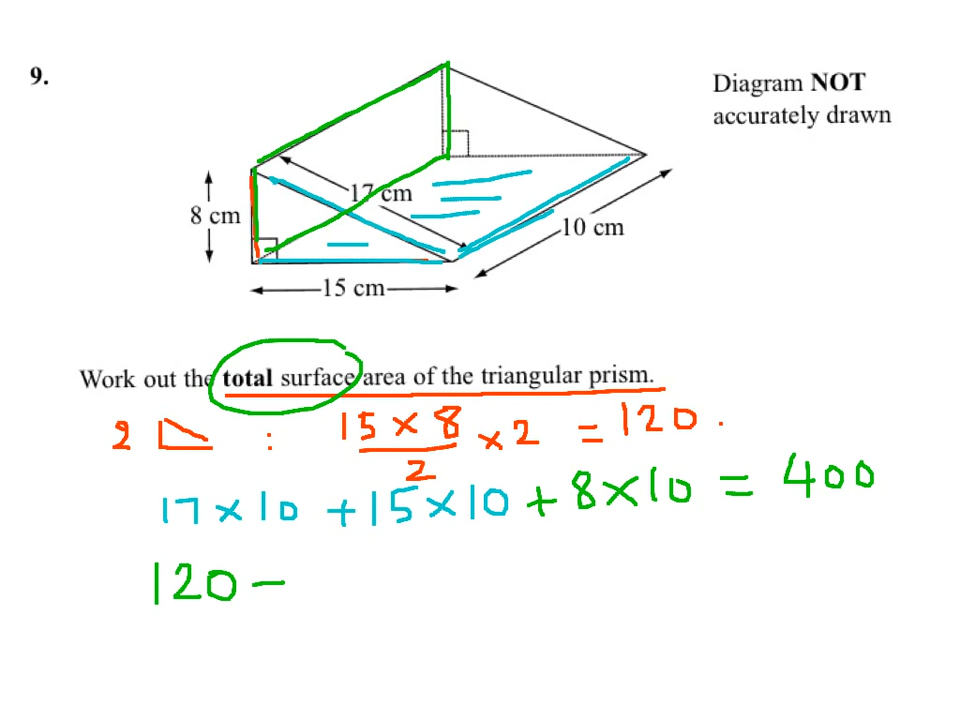 9.
Diagram NOT
accurately drawn
17 cm
8 cm
10 cm
15 cm
Work out the total surface area of the triangular prism.
2 : 15 × 8 / 2 × 2 = 120.
17 × 10 + 15 × 10 + 8 × 10 = 400
120 –